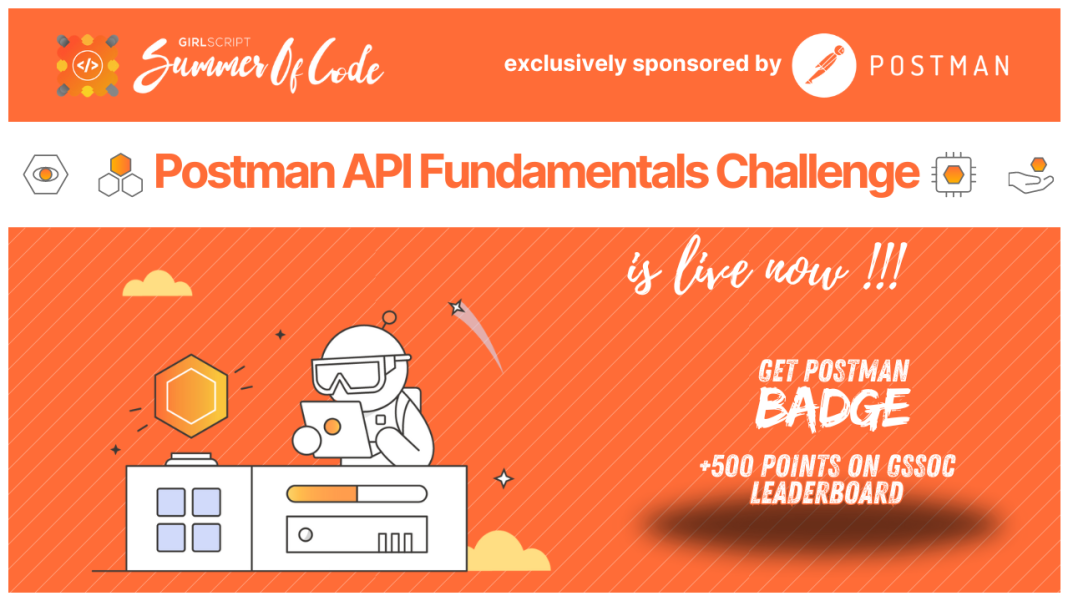 GIRLSCRIPT
Summer Of Code
</>
exclusively sponsored by
POSTMAN
Postman API Fundamentals Challenge
is live now !!!
GET POSTMAN
BADGE
+500 POINTS ON GSSOC
LEADERBOARD